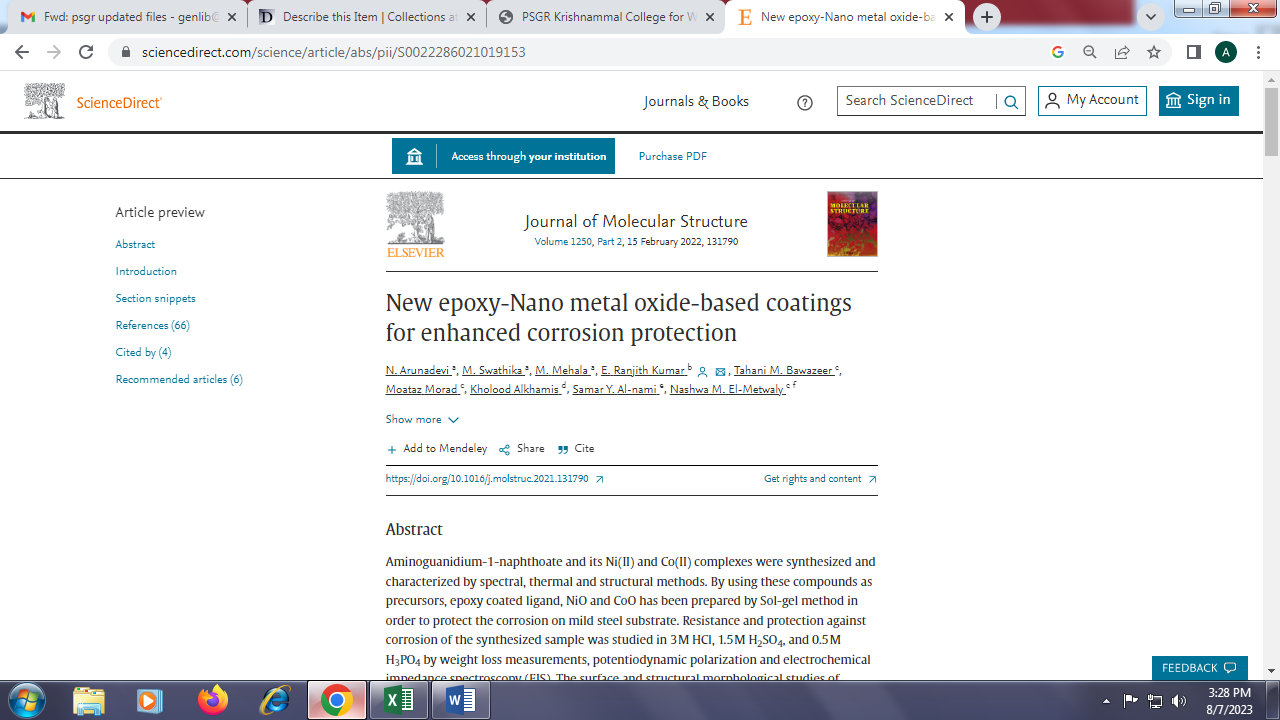 Fwd: psgr updated files - genlib@
Describe this Item | Collections at
PSGR Krishnammal College for W
New epoxy-Nano metal oxide-ba
sciencedirect.com/science/article/abs/pii/S0022286021019153
A
ScienceDirect
Journals & Books
Search ScienceDirect
My Account
Sign in
Access through your institution
Purchase PDF
Article preview
Abstract
Introduction
Section snippets
References (66)
Cited by (4)
Recommended articles (6)
ELSEVIER
Journal of Molecular Structure
Volume 1250, Part 2, 15 February 2022, 131790
MOLECULAR
STRUCTURE
New epoxy-Nano metal oxide-based coatings
for enhanced corrosion protection
N. Arunadevi a, M. Swathika a, M. Mehala a, E. Ranjith Kumar b, Tahani M. Bawazeer c,
Moataz Morad c, Kholood Alkhamis d, Samar Y. Al-nami e, Nashwa M. El-Metwaly c f
Show more
Add to Mendeley Share Cite
https://doi.org/10.1016/j.molstruc.2021.131790
Get rights and content
Abstract
Aminoguanidium-1-naphthoate and its Ni(II) and Co(II) complexes were synthesized and
characterized by spectral, thermal and structural methods. By using these compounds as
precursors, epoxy coated ligand, NiO and CoO has been prepared by Sol-gel method in
order to protect the corrosion on mild steel substrate. Resistance and protection against
corrosion of the synthesized sample was studied in 3 M HCl, 1.5 M H2SO4, and 0.5 M
H3PO4 by weight loss measurements, potentiodynamic polarization and electrochemical
impedance spectroscopy (EIS). The surface and structural morphological studies of
FEEDBACK
3:28 PM
8/7/2023